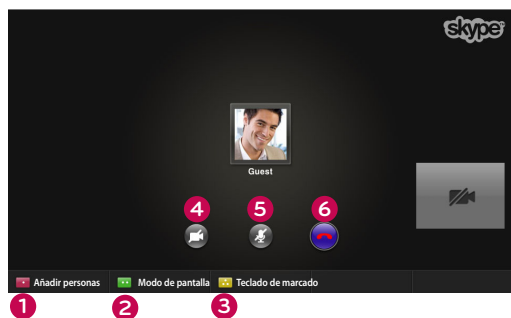 skype
Guest
4 5 6
Añadir personas Modo de pantalla Teclado de marcado
1 2 3